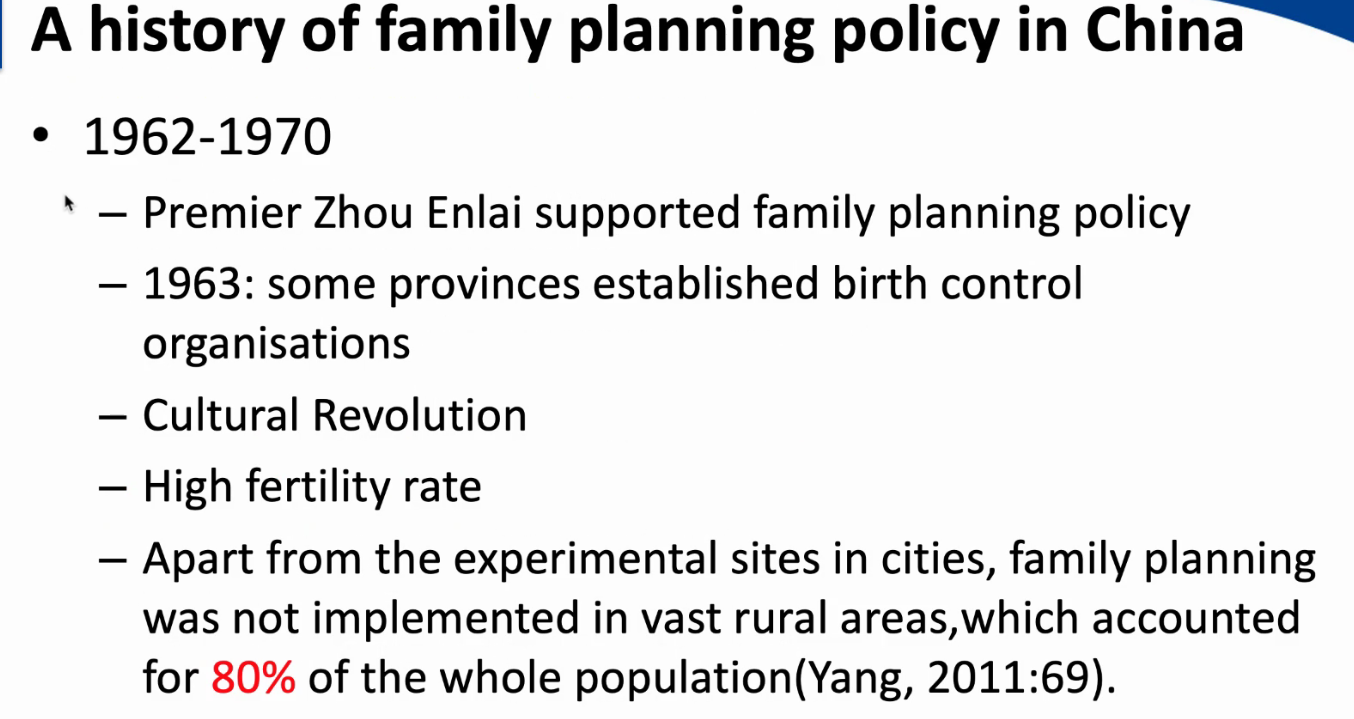 A history of family planning policy in China
• 1962-1970
– Premier Zhou Enlai supported family planning policy
– 1963: some provinces established birth control
organisations
– Cultural Revolution
– High fertility rate
– Apart from the experimental sites in cities, family planning
was not implemented in vast rural areas,which accounted
for 80% of the whole population(Yang, 2011:69).